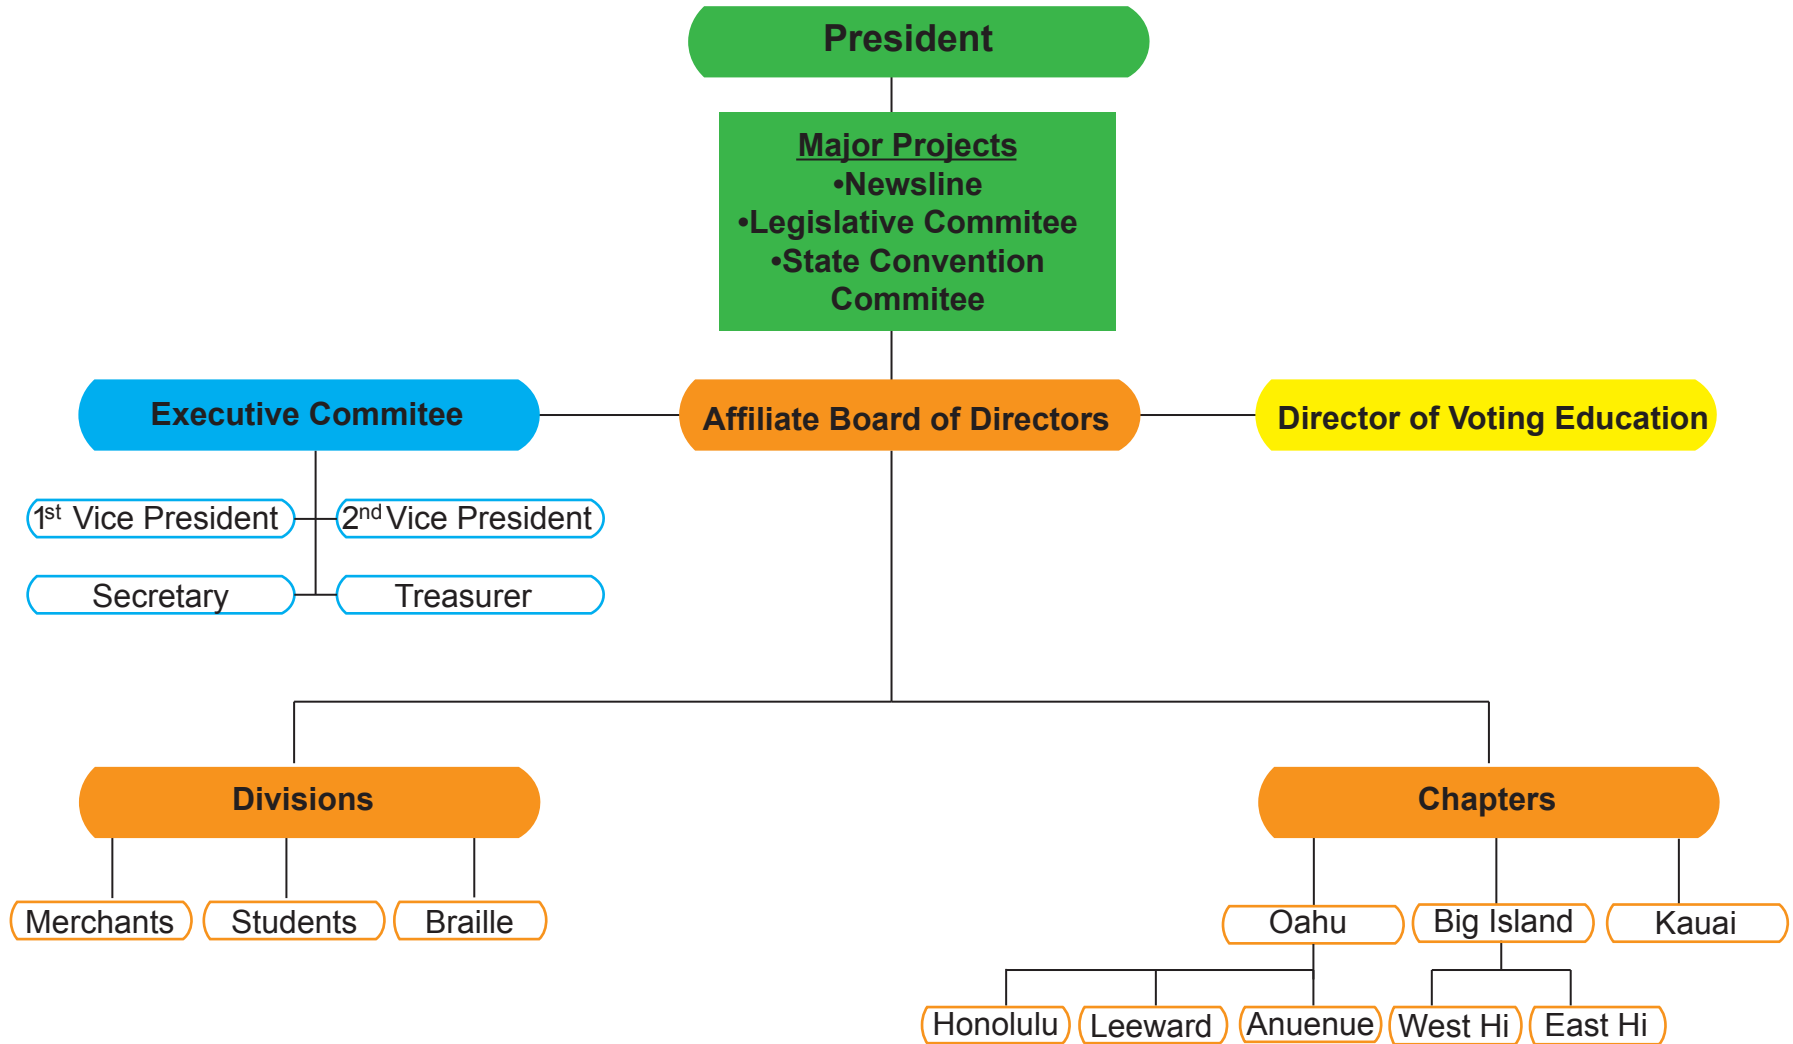 President
Major Projects
•Newsline
•Legislative Commitee
•State Convention
Commitee
Executive Commitee
Affiliate Board of Directors
Director of Voting Education
1st Vice President
2nd Vice President
Secretary
Treasurer
Divisions
Chapters
Merchants
Students
Braille
Oahu
Big Island
Kauai
Honolulu
Leeward
Anuenue
West Hi
East Hi